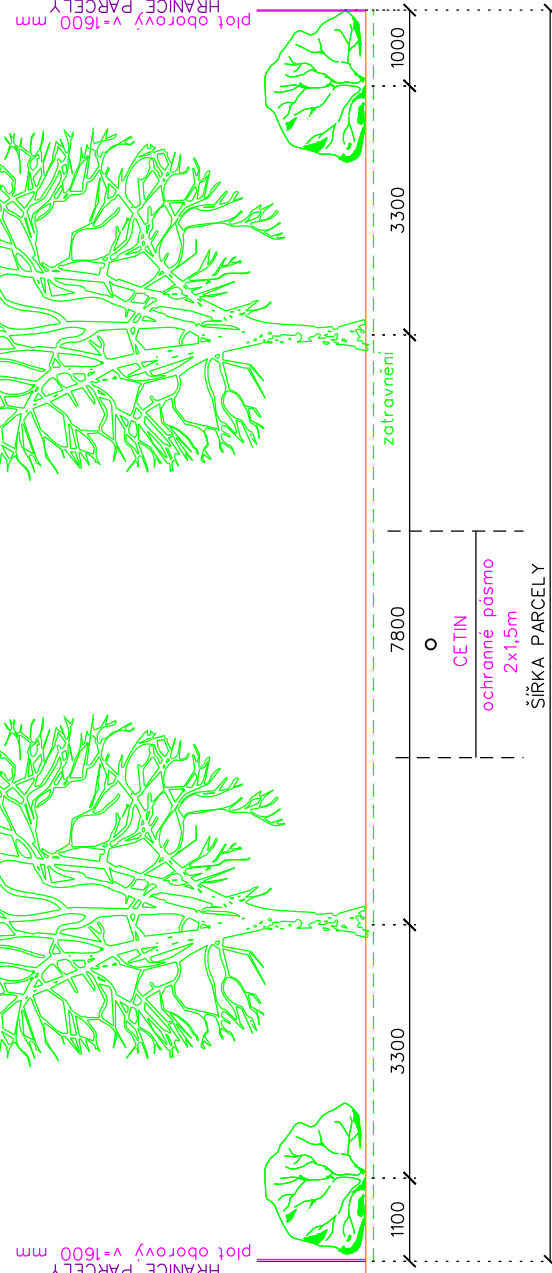 HRANICE PARCELY
plot oborový v=1600 mm
1000
3300
zatravnění
7800
CETIN
ochranné pásmo
2x1,5m
ŠÍŘKA PARCELY
3300
1100
plot oborový v=1600 mm
HRANICE PARCELY